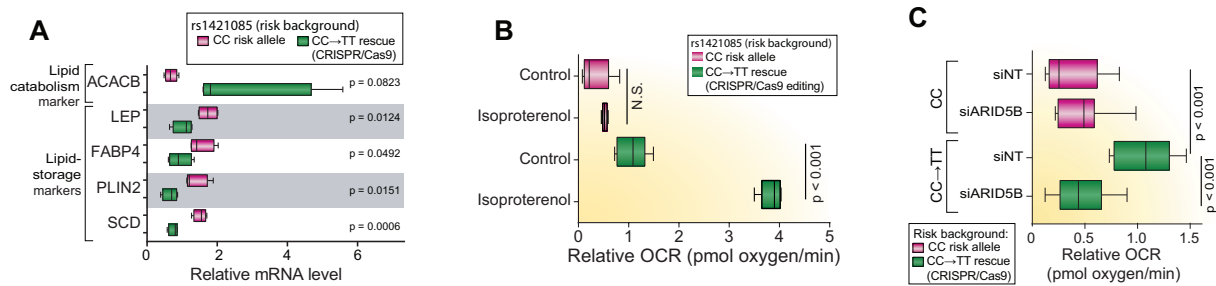 A
rs1421085 (risk background)
CC risk allele
CC→TT rescue
(CRISPR/Cas9)
Lipid
catabolism
marker
ACACB
p = 0.0823
LEP
p = 0.0124
Lipid-
storage
markers
FABP4
p = 0.0492
PLIN2
p = 0.0151
SCD
p = 0.0006
0 2 4 6
Relative mRNA level
B
rs1421085 (risk background)
CC risk allele
CC→TT rescue
(CRISPR/Cas9 editing)
Control
Isoproterenol
N.S.
Control
Isoproterenol
p < 0.001
0 1 2 3 4 5
Relative OCR (pmol oxygen/min)
C
CC
siNT
siARID5B
CC→TT
siNT
siARID5B
p < 0.001
p < 0.001
0 0.5 1.0 1.5
Risk background:
CC risk allele
CC→TT rescue
(CRISPR/Cas9)
Relative OCR
(pmol oxygen/min)